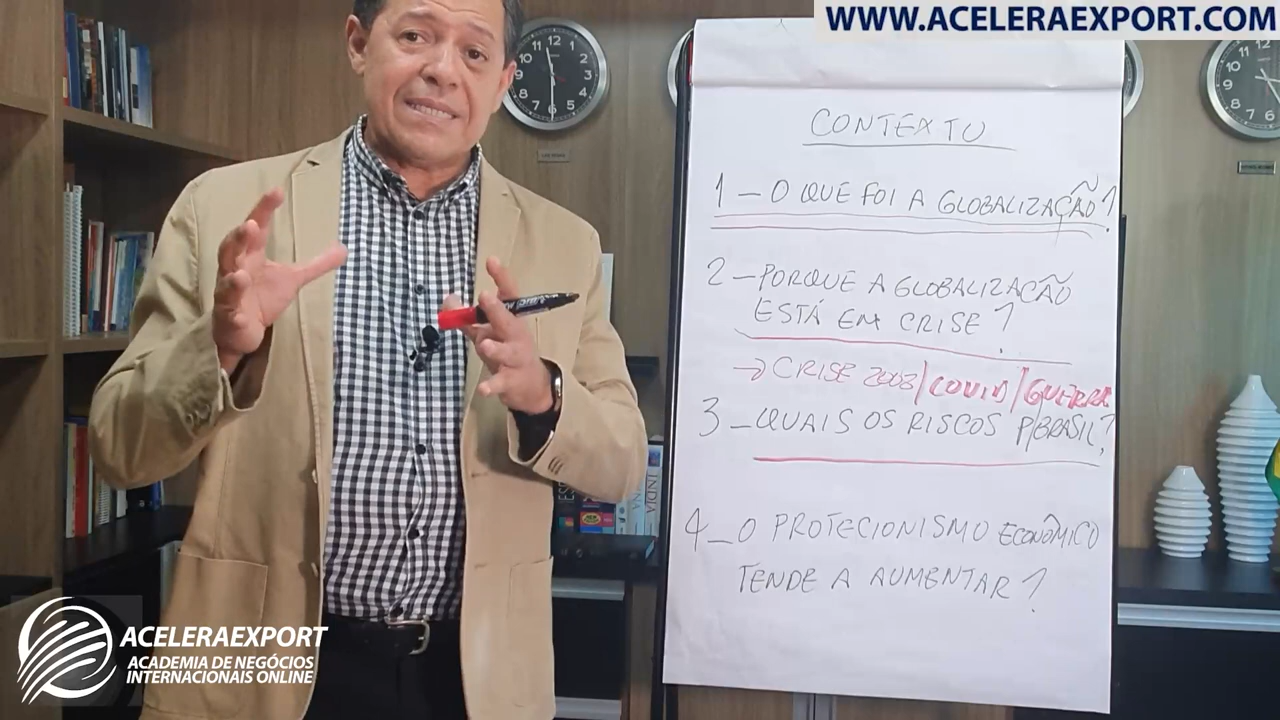 WWW.ACELERAEXPORT.COM
CONTEXTO
1 - O QUE FOI A GLOBALIZAÇÃO?
2 - PORQUE A GLOBALIZAÇÃO
ESTÁ EM CRISE?
→ CRISE 2008/COVID/GUERRA
3 - QUAIS OS RISCOS P/BRASIL?
4 - O PROTECIONISMO ECONÔMICO
TENDE A AUMENTAR?
INDIA
ACELERAEXPORT
ACADEMIA DE NEGÓCIOS
INTERNACIONAIS ONLINE